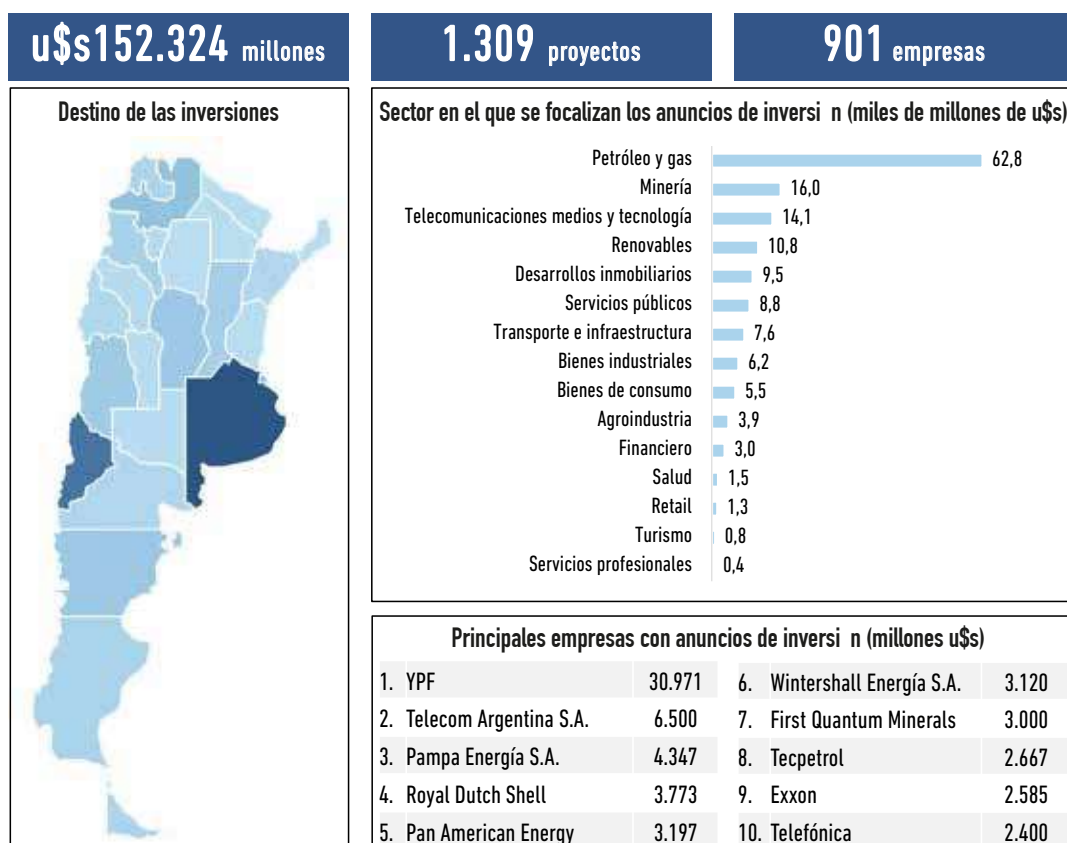 u$s152.324 millones
1.309 proyectos
901 empresas
Destino de las inversiones
Sector en el que se focalizan los anuncios de inversi n (miles de millones de u$s)
Petróleo y gas 62,8
Minería 16,0
Telecomunicaciones medios y tecnología 14,1
Renovables 10,8
Desarrollos inmobiliarios 9,5
Servicios públicos 8,8
Transporte e infraestructura 7,6
Bienes industriales 6,2
Bienes de consumo 5,5
Agroindustria 3,9
Financiero 3,0
Salud 1,5
Retail 1,3
Turismo 0,8
Servicios profesionales 0,4
Principales empresas con anuncios de inversi n (millones u$s)
1. YPF 30.971
2. Telecom Argentina S.A. 6.500
3. Pampa Energía S.A. 4.347
4. Royal Dutch Shell 3.773
5. Pan American Energy 3.197
6. Wintershall Energía S.A. 3.120
7. First Quantum Minerals 3.000
8. Tecpetrol 2.667
9. Exxon 2.585
10. Telefónica 2.400